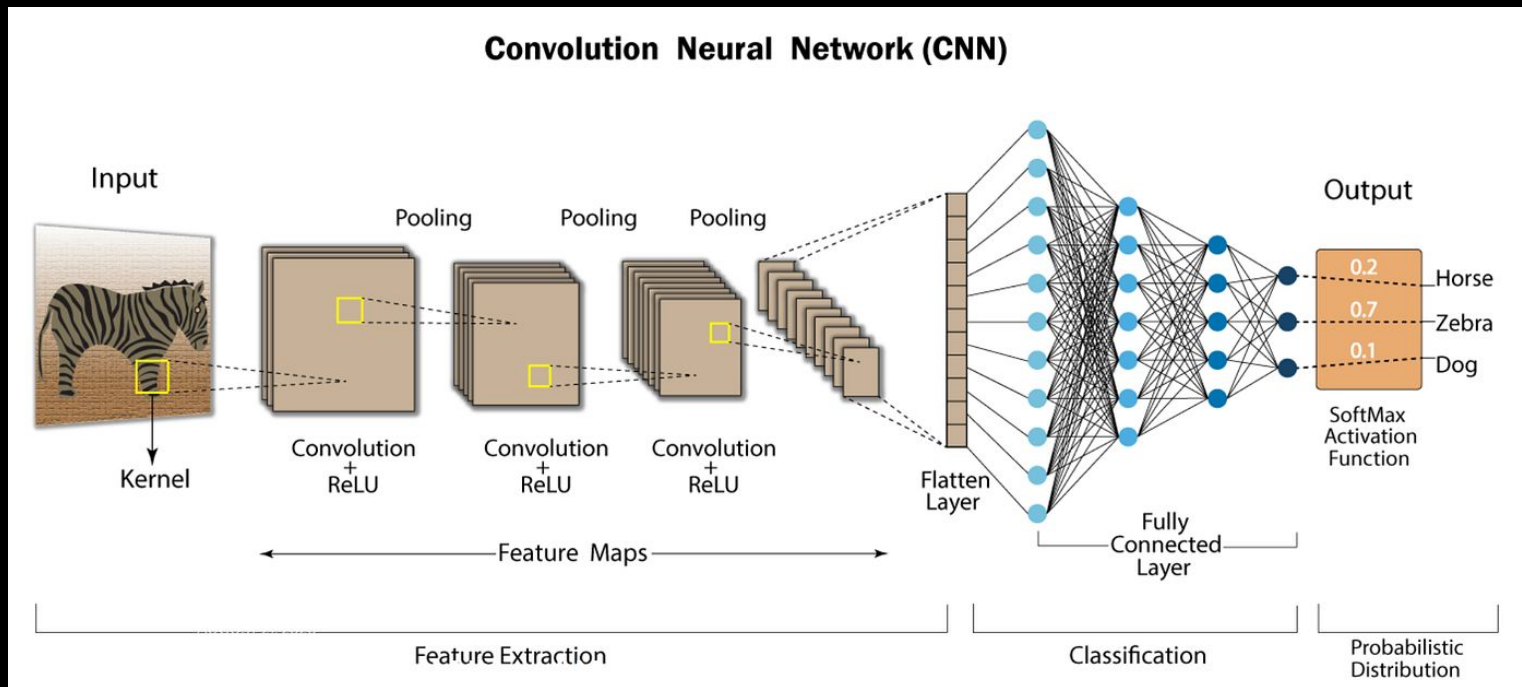 Convolution Neural Network (CNN)
Input
Output
Pooling
Pooling
Pooling
0.2
Horse
0.7
Zebra
0.1
Dog
Kernel
Convolution
+
ReLU
Convolution
+
ReLU
Convolution
+
ReLU
Flatten
Layer
SoftMax
Activation
Function
Feature Maps
Fully
Connected
Layer
Feature Extraction
Classification
Probabilistic
Distribution